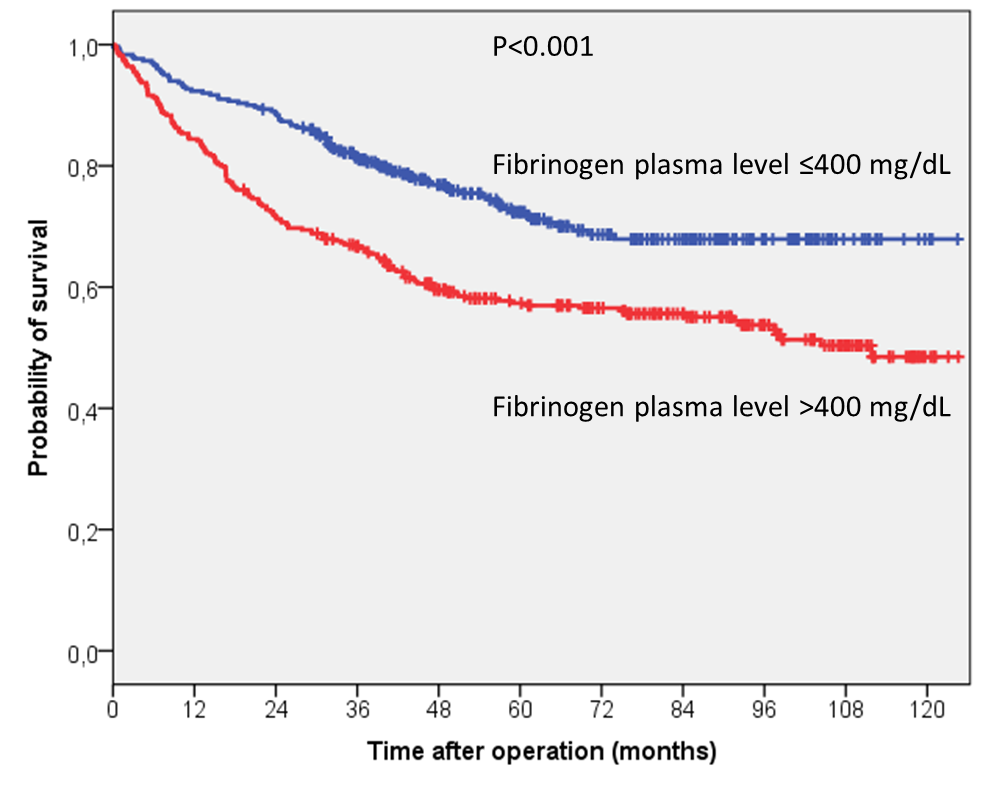 P<0.001
Fibrinogen plasma level ≤400 mg/dL
Fibrinogen plasma level >400 mg/dL
Probability of survival
1,0
0,8
0,6
0,4
0,2
0,0
0 12 24 36 48 60 72 84 96 108 120
Time after operation (months)